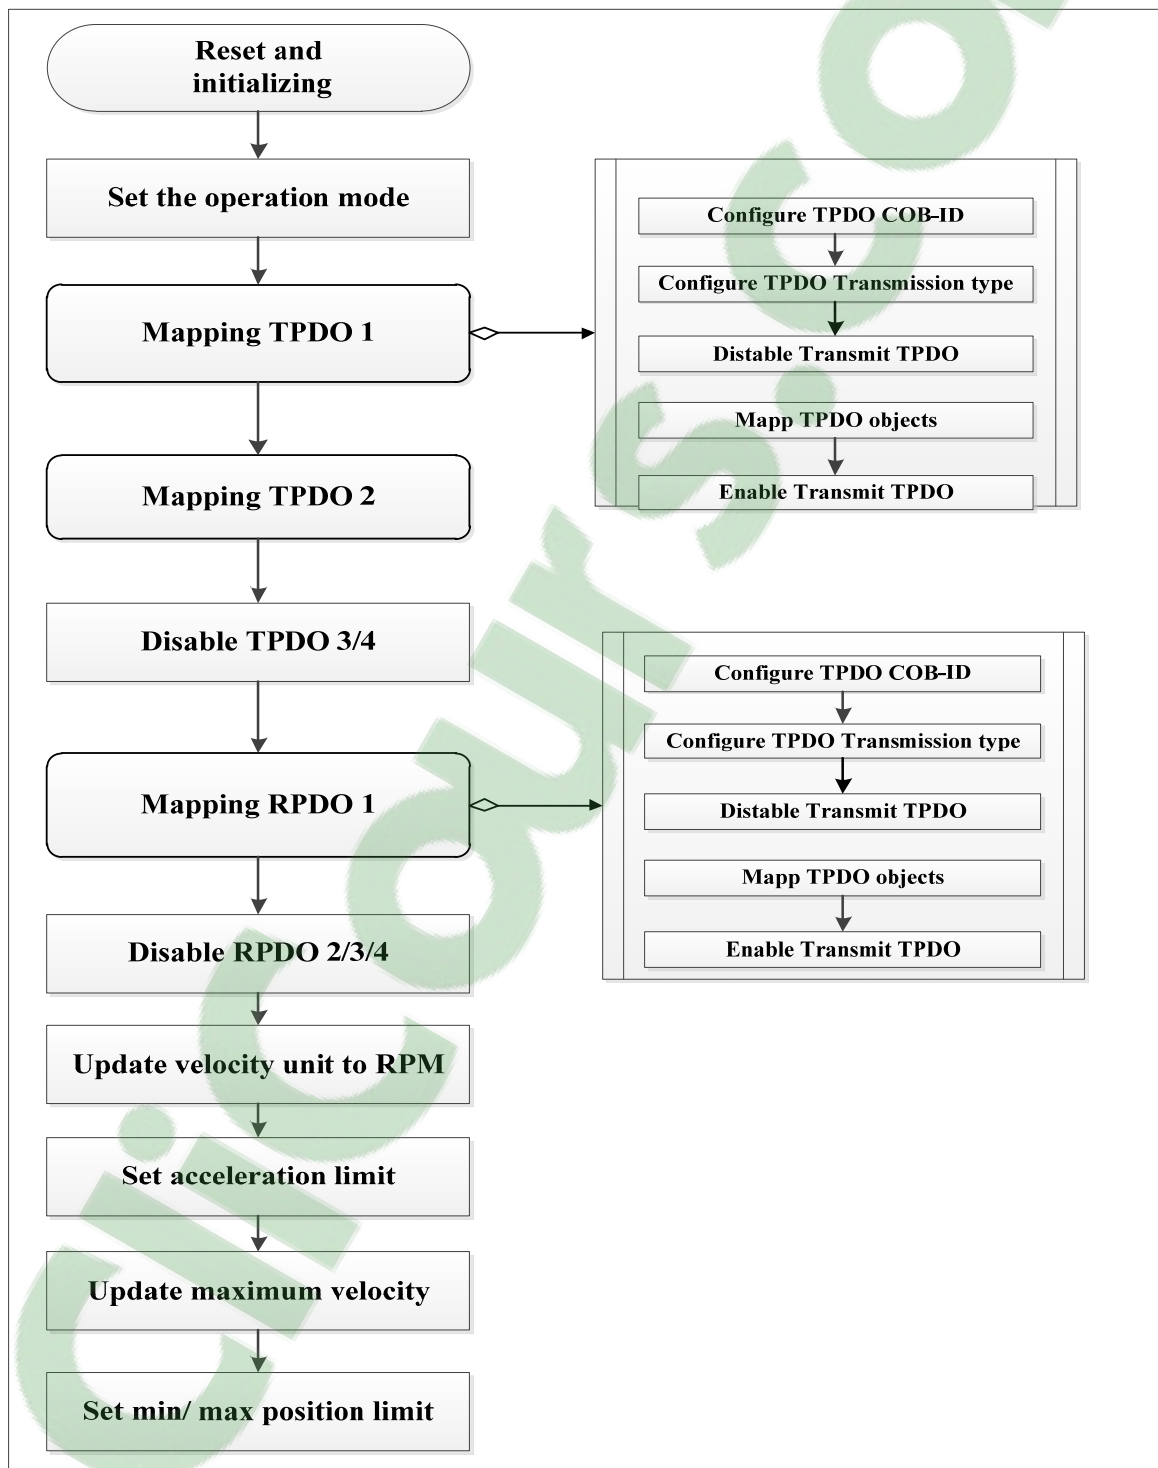 Reset and
initializing
Set the operation mode
Mapping TPDO 1
Mapping TPDO 2
Disable TPDO 3/4
Mapping RPDO 1
Disable RPDO 2/3/4
Update velocity unit to RPM
Set acceleration limit
Update maximum velocity
Set min/ max position limit
Configure TPDO COB-ID
Configure TPDO Transmission type
Distable Transmit TPDO
Mapp TPDO objects
Enable Transmit TPDO
Configure TPDO COB-ID
Configure TPDO Transmission type
Distable Transmit TPDO
Mapp TPDO objects
Enable Transmit TPDO
Clicours.co